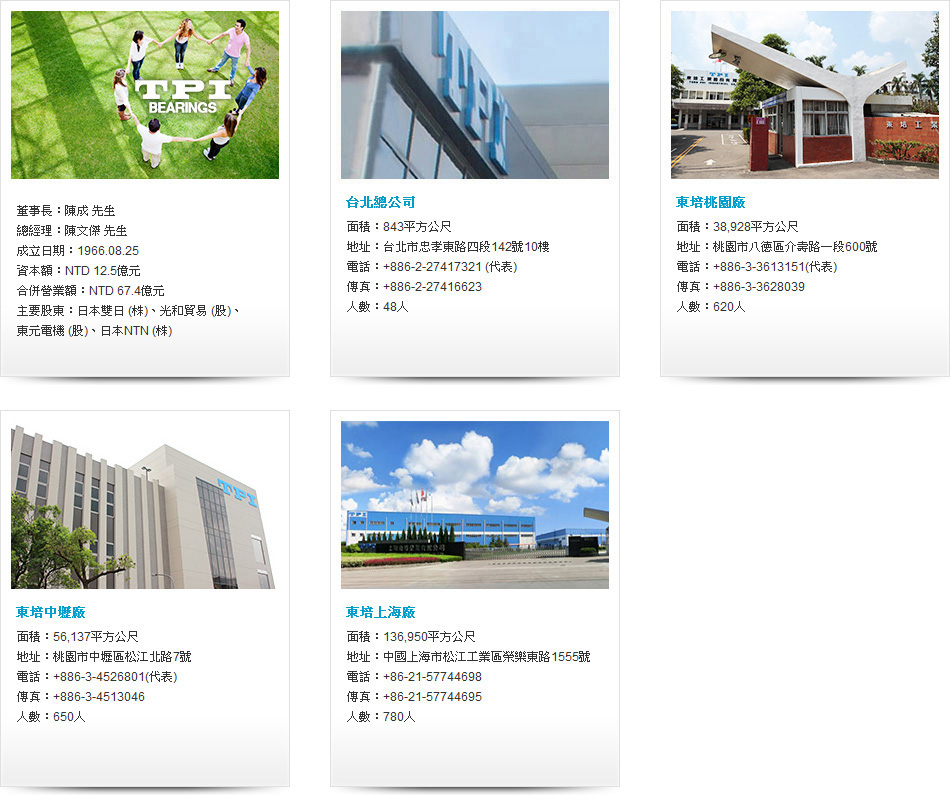 TPI
BEARINGS
董事長：陳成 先生
總經理：陳文傑 先生
成立日期：1966.08.25
資本額：NTD 12.5億元
合併營業額：NTD 67.4億元
主要股東：日本雙日 (株)、光和貿易 (股)、
東元電機 (股)、日本NTN (株)
TPI
台北總公司
面積：843平方公尺
地址：台北市忠孝東路四段142號10樓
電話：+886-2-27417321 (代表)
傳真：+886-2-27416623
人數：48人
TPI
東培工業
東培桃園廠
面積：38,928平方公尺
地址：桃園市八德區介壽路一段600號
電話：+886-3-3613151(代表)
傳真：+886-3-3628039
人數：620人
TPI
東培中壢廠
面積：56,137平方公尺
地址：桃園市中壢區松江北路7號
電話：+886-3-4526801(代表)
傳真：+886-3-4513046
人數：650人
TPI
東培上海廠
面積：136,950平方公尺
地址：中國上海市松江工業區榮樂東路1555號
電話：+86-21-57744698
傳真：+86-21-57744695
人數：780人